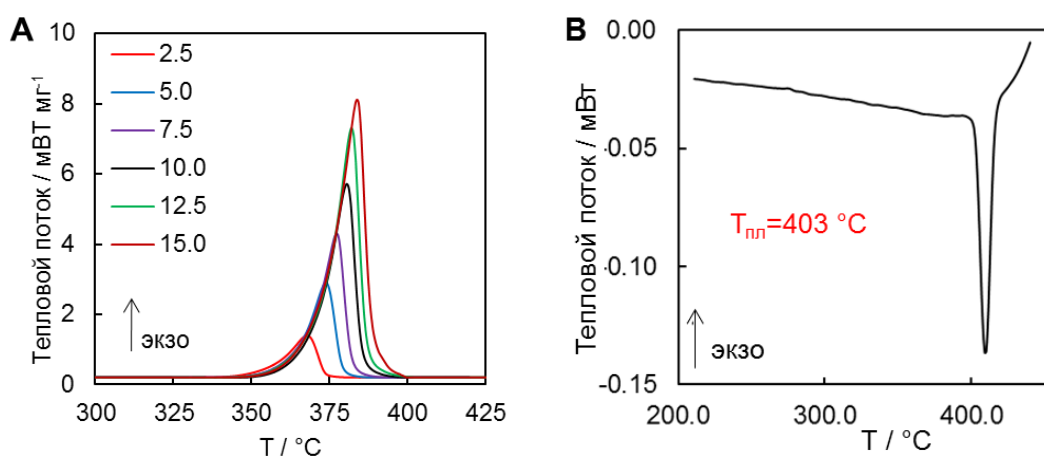 A
10
8
6
4
2
0
Тепловой поток / мВТ мг-1
2.5
5.0
7.5
10.0
12.5
15.0
экзо
300
325
350
375
400
425
T / °C
B
0.00
-0.05
-0.10
-0.15
Тепловой поток / мВт
Tпл=403 °C
экзо
200.0
300.0
400.0
T / °C